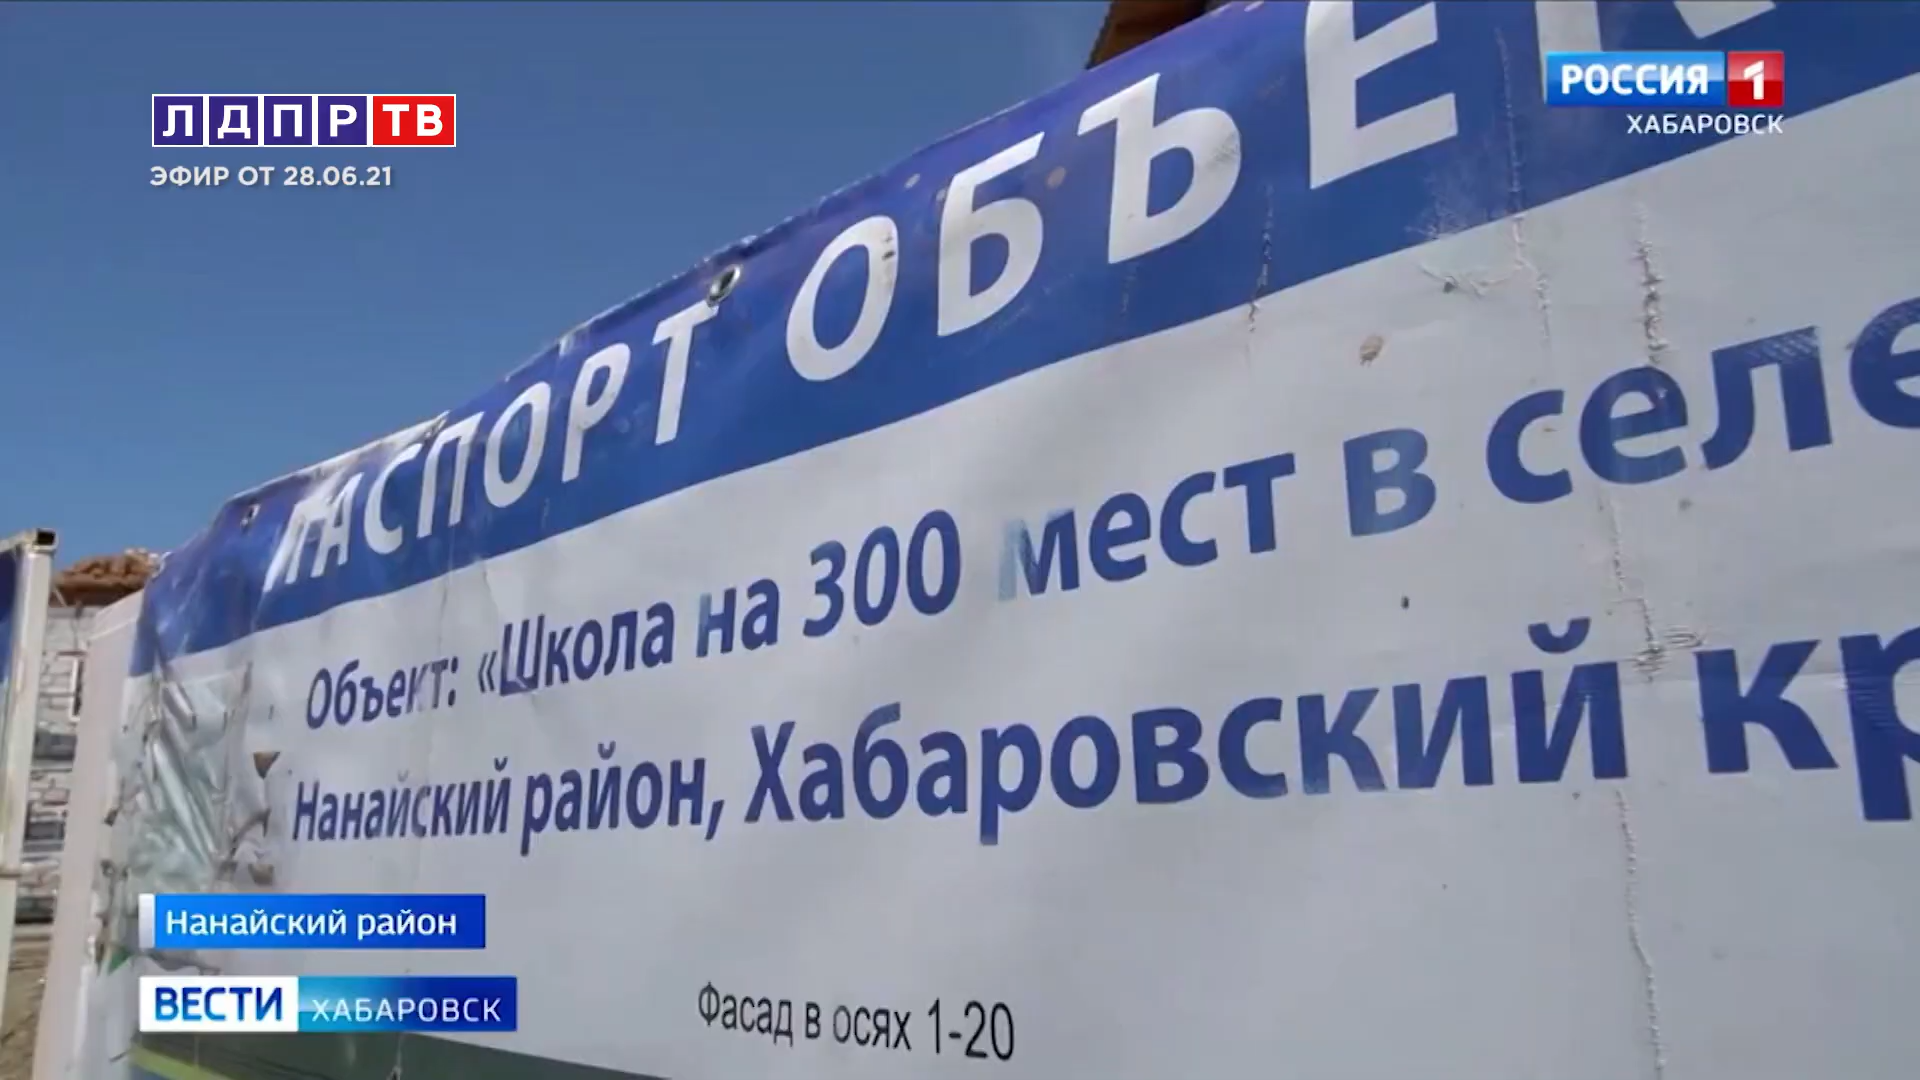 ЛДПР ТВ
ЭФИР ОТ 28.06.21
РОССИЯ 1
ХАБАРОВСК
ПАСПОРТ ОБЪЕК
Объект: «Школа на 300 мест в селе
Нанайский район, Хабаровский кр
Фасад в осях 1-20
Нанайский район
ВЕСТИ ХАБАРОВСК